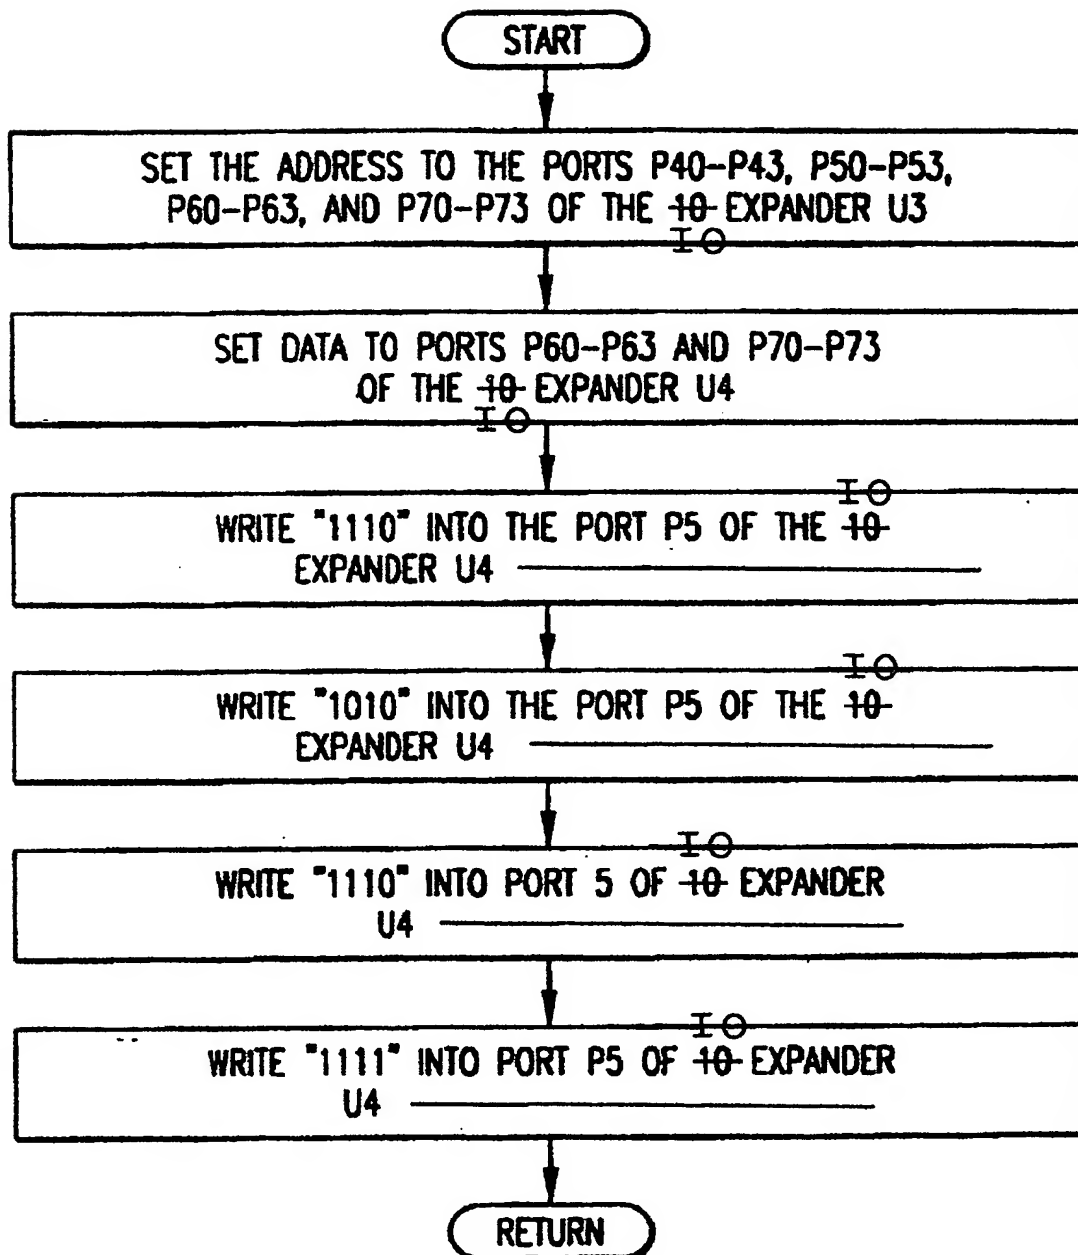 START
SET THE ADDRESS TO THE PORTS P40-P43, P50-P53,
P60-P63, AND P70-P73 OF THE 10 EXPANDER U3
IO
SET DATA TO PORTS P60-P63 AND P70-P73
OF THE 10 EXPANDER U4
IO
IO
WRITE "1110" INTO THE PORT P5 OF THE 10
EXPANDER U4
IO
WRITE "1010" INTO THE PORT P5 OF THE 10
EXPANDER U4
IO
WRITE "1110" INTO PORT 5 OF 10 EXPANDER
U4
IO
WRITE "1111" INTO PORT P5 OF 10 EXPANDER
U4
RETURN